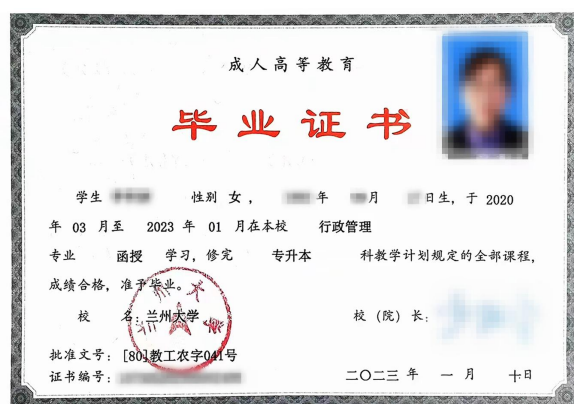 成人高等教育
毕业证书
学生 性别 女， 年 月 日生，于 2020
年 03 月至 2023 年 01 月在本校 行政管理
专业 函授 学习，修完 专升本 科教学计划规定的全部课程，
成绩合格，准予毕业。
校 名：兰州大学 校（院）长：
批准文号：[80]教工农字041号
证书编号：
二〇二三 年 一 月 十日
兰州大学